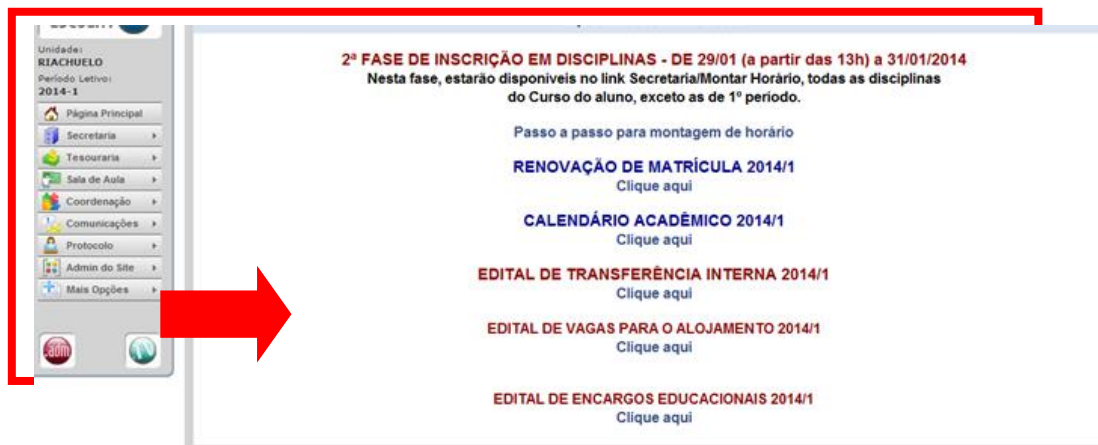 Unidade:
RIACHUELO
Período Letivo:
2014-1
Página Principal
Secretaria
Tesouraria
Sala de Aula
Coordenação
Comunicações
Protocolo
Admin do Site
Mais Opções
.adm
2ª FASE DE INSCRIÇÃO EM DISCIPLINAS - DE 29/01 (a partir das 13h) a 31/01/2014
Nesta fase, estarão disponiveis no link Secretaria/Montar Horário, todas as disciplinas
do Curso do aluno, exceto as de 1º periodo.
Passo a passo para montagem de horário
RENOVAÇÃO DE MATRÍCULA 2014/1
Clique aqui
CALENDÁRIO ACADÊMICO 2014/1
Clique aqui
EDITAL DE TRANSFERÊNCIA INTERNA 2014/1
Clique aqui
EDITAL DE VAGAS PARA O ALOJAMENTO 2014/1
Clique aqui
EDITAL DE ENCARGOS EDUCACIONAIS 2014/1
Clique aqui